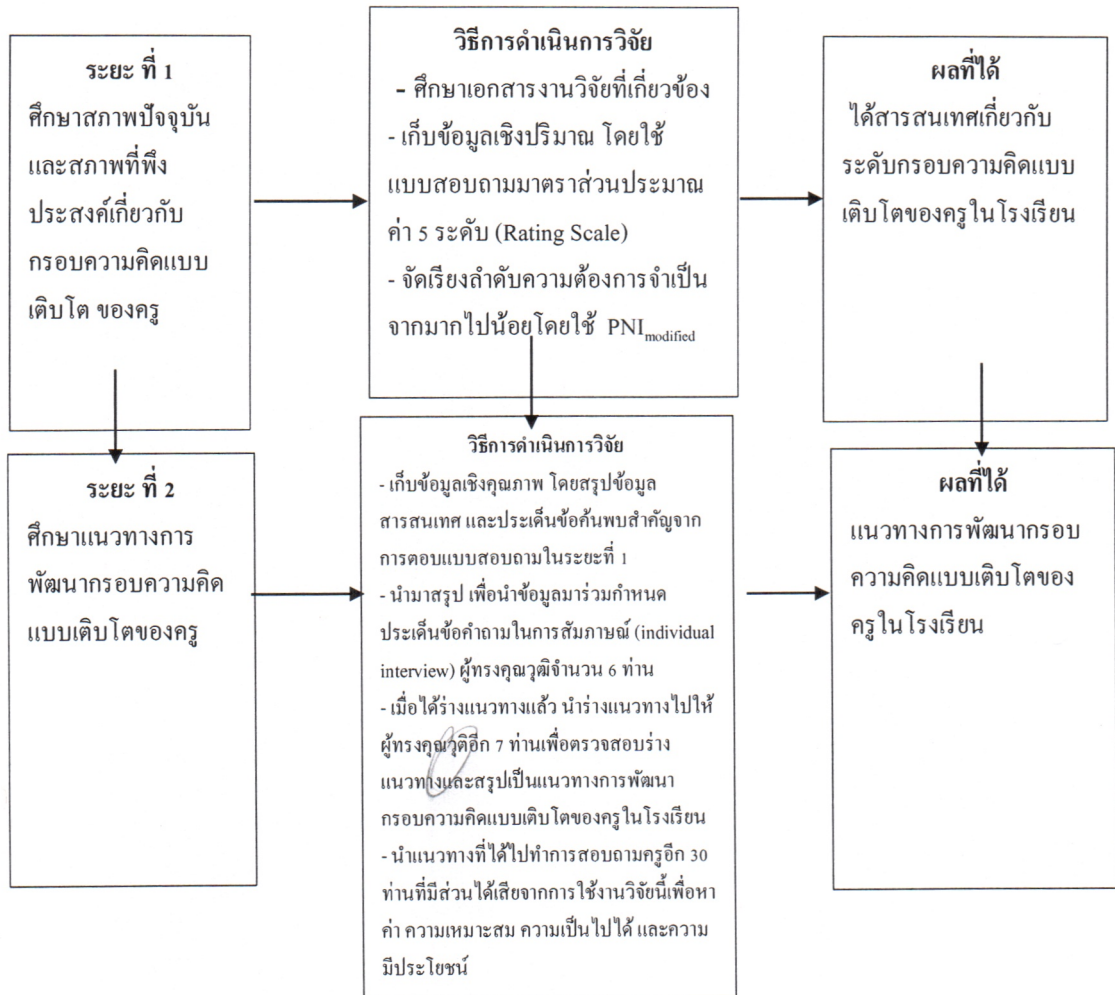 ระยะ ที่ 1
ศึกษาสภาพปัจจุบัน
และสภาพที่พึง
ประสงค์เกี่ยวกับ
กรอบความคิดแบบ
เติบโต ของครู
วิธีการดำเนินการวิจัย
- ศึกษาเอกสารงานวิจัยที่เกี่ยวข้อง
- เก็บข้อมูลเชิงปริมาณ โดยใช้
แบบสอบถามมาตราส่วนประมาณ
ค่า 5 ระดับ (Rating Scale)
- จัดเรียงลำดับความต้องการจำเป็น
จากมากไปน้อยโดยใช้ PNImodified
ผลที่ได้
ได้สารสนเทศเกี่ยวกับ
ระดับกรอบความคิดแบบ
เติบโตของครูในโรงเรียน
ระยะ ที่ 2
ศึกษาแนวทางการ
พัฒนากรอบความคิด
แบบเติบโตของครู
วิธีการดำเนินการวิจัย
- เก็บข้อมูลเชิงคุณภาพ โดยสรุปข้อมูล
สารสนเทศ และประเด็นข้อค้นพบสำคัญจาก
การตอบแบบสอบถามในระยะที่ 1
- นำมาสรุป เพื่อนำข้อมูลมาร่วมกำหนด
ประเด็นข้อคำถามในการสัมภาษณ์ (individual
interview) ผู้ทรงคุณวุฒิจำนวน 6 ท่าน
- เมื่อได้ร่างแนวทางแล้ว นำร่างแนวทางไปให้
ผู้ทรงคุณวุติอีก 7 ท่านเพื่อตรวจสอบร่าง
แนวทางและสรุปเป็นแนวทางการพัฒนา
กรอบความคิดแบบเติบโตของครูในโรงเรียน
- นำแนวทางที่ได้ไปทำการสอบถามครูอีก 30
ท่านที่มีส่วนได้เสียจากการใช้งานวิจัยนี้เพื่อหา
ค่า ความเหมาะสม ความเป็นไปได้ และความ
มีประโยชน์
ผลที่ได้
แนวทางการพัฒนากรอบ
ความคิดแบบเติบโตของ
ครูในโรงเรียน